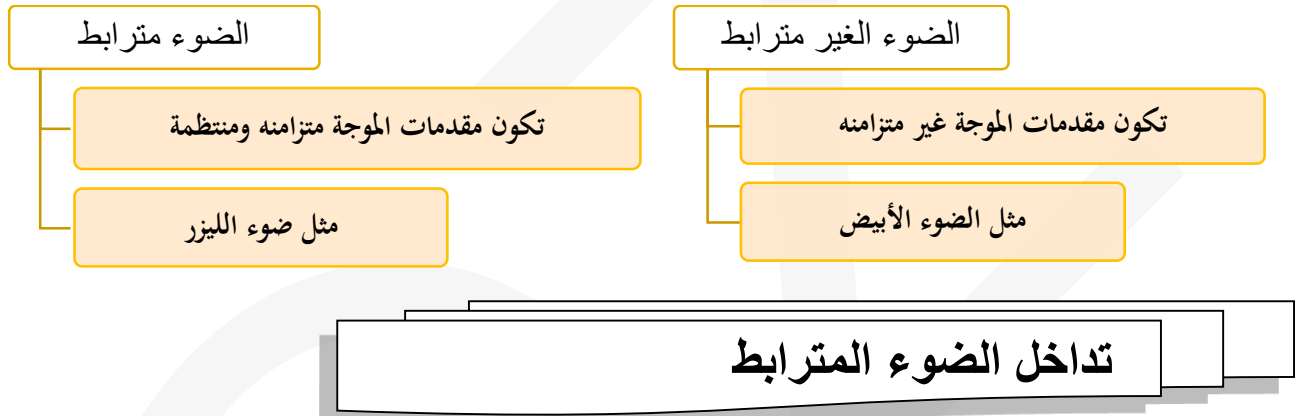 الضوء الغير مترابط
تكون مقدمات الموجة غير متزامنه
مثل الضوء الأبيض
الضوء مترابط
تكون مقدمات الموجة متزامنه ومنتظمة
مثل ضوء الليزر
تداخل الضوء المترابط